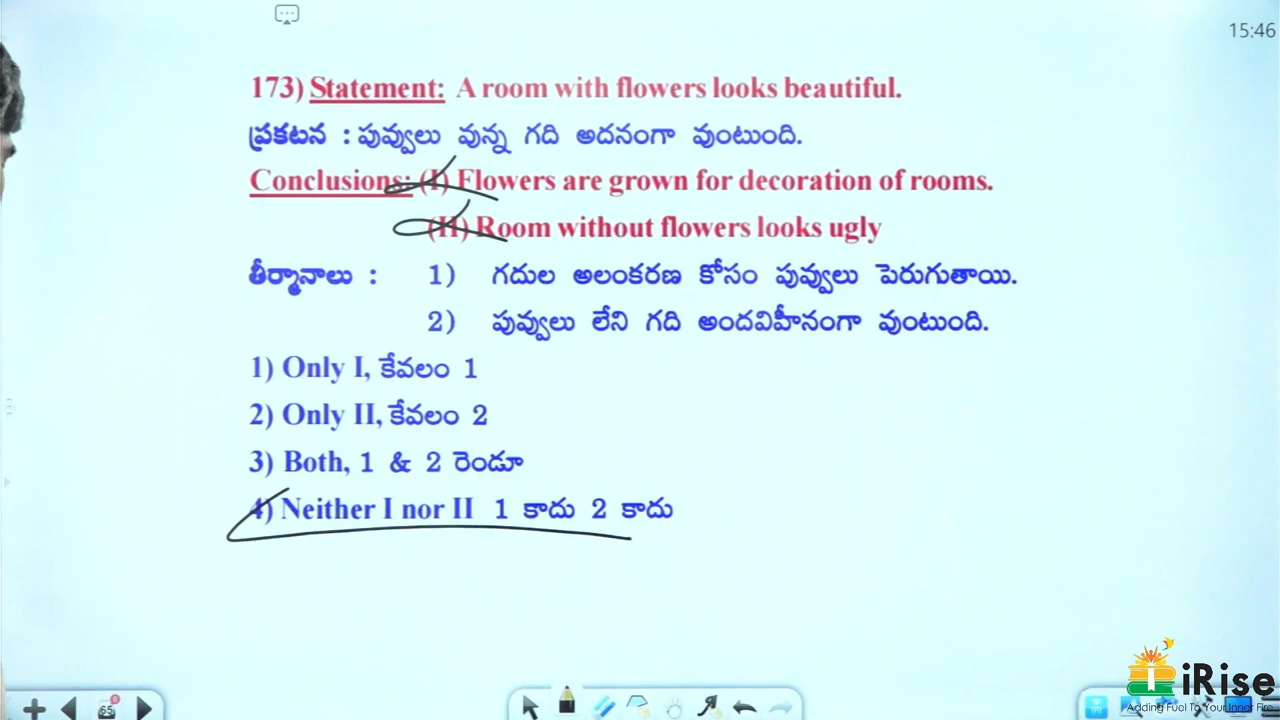 15:46
173) Statement: A room with flowers looks beautiful.
ప్రకటన : పువ్వులు వున్న గది అదనంగా వుంటుంది.
Conclusions: (I) Flowers are grown for decoration of rooms.
(II) Room without flowers looks ugly
తీర్మానాలు : 1) గదుల అలంకరణ కోసం పువ్వులు పెరుగుతాయి.
2) పువ్వులు లేని గది అందవిహీనంగా వుంటుంది.
1) Only I, కేవలం 1
2) Only II, కేవలం 2
3) Both, 1 & 2 రెండూ
4) Neither I nor II 1 కాదు 2 కాదు
65
iRise
Adding Fuel To Your Inner Fire